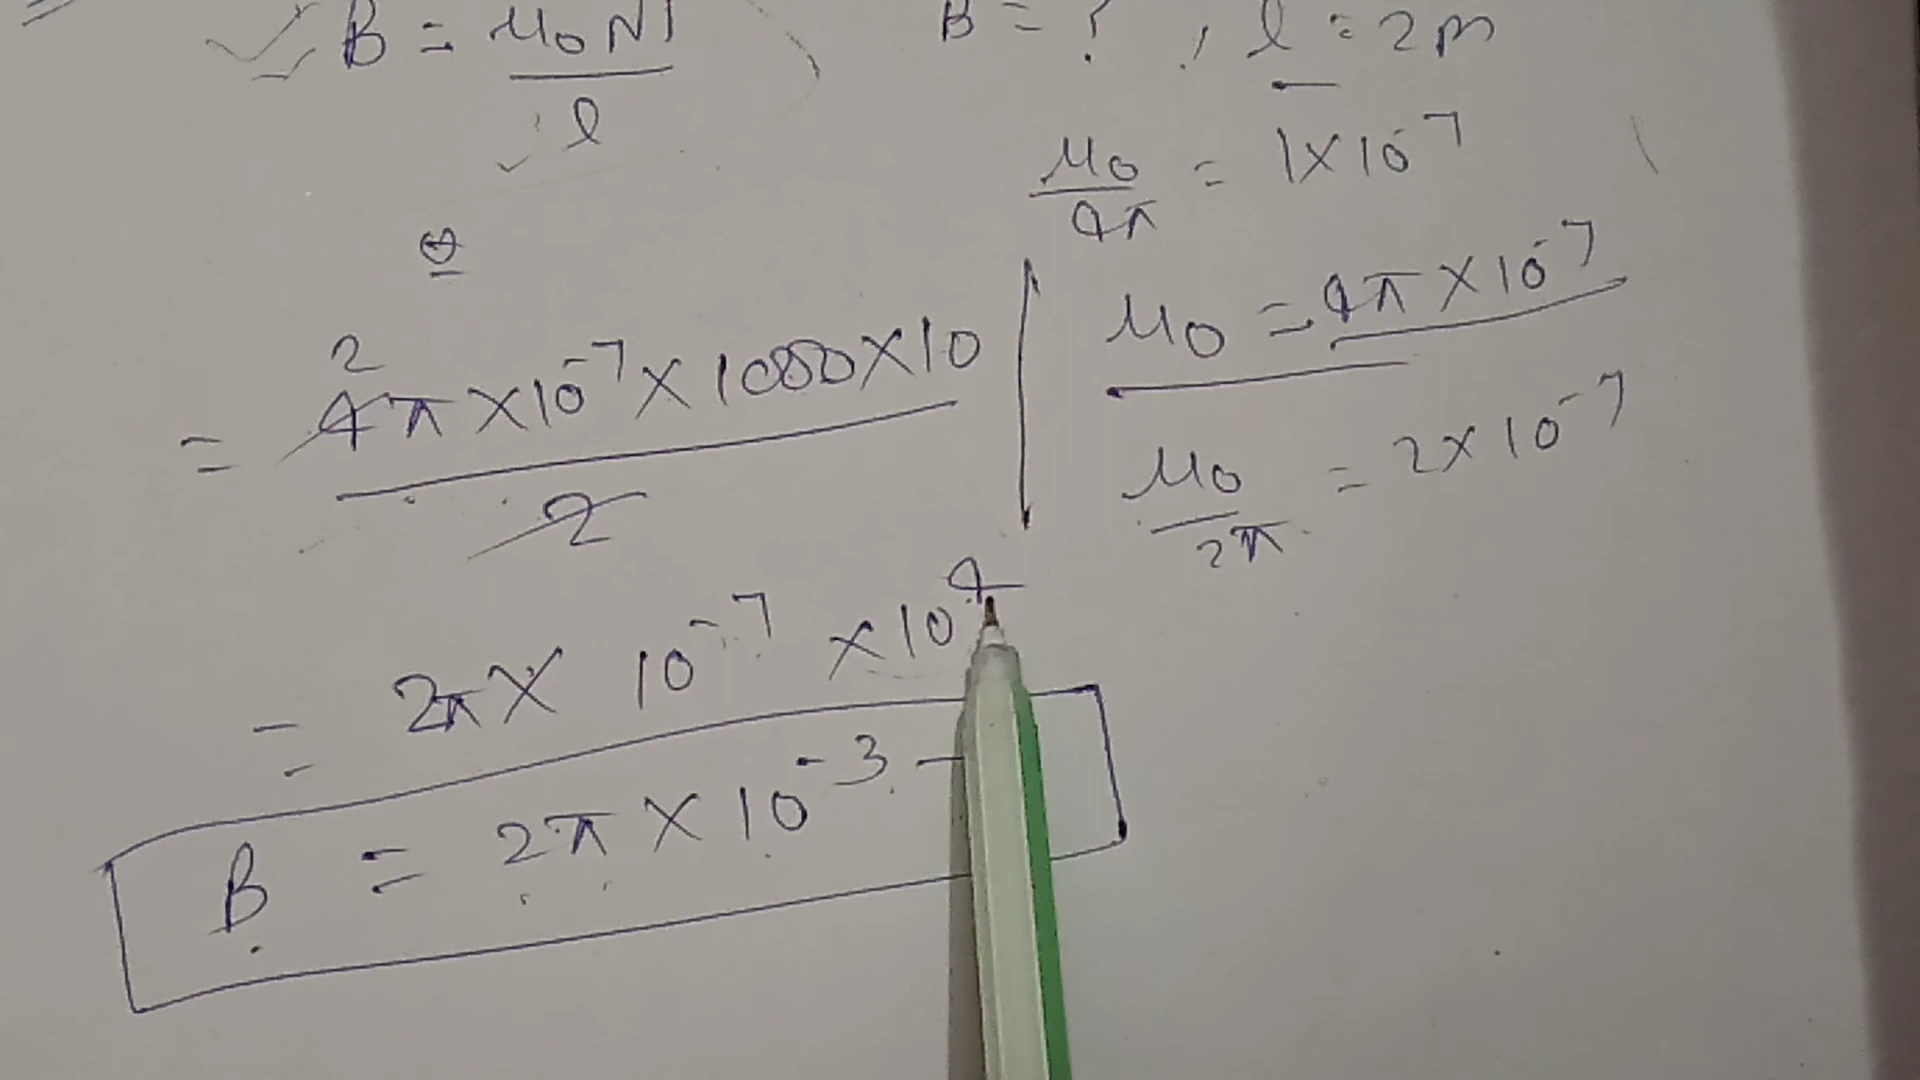 B = μ₀NI / l
B = ? , l = 2m
μ₀/4π = 1×10⁻⁷
μ₀ = 4π×10⁻⁷
μ₀/2π = 2×10⁻⁷
= 4π×10⁻⁷×1000×10 / 2
2
= 2π× 10⁻⁷ ×10⁴
B = 2π×10⁻³